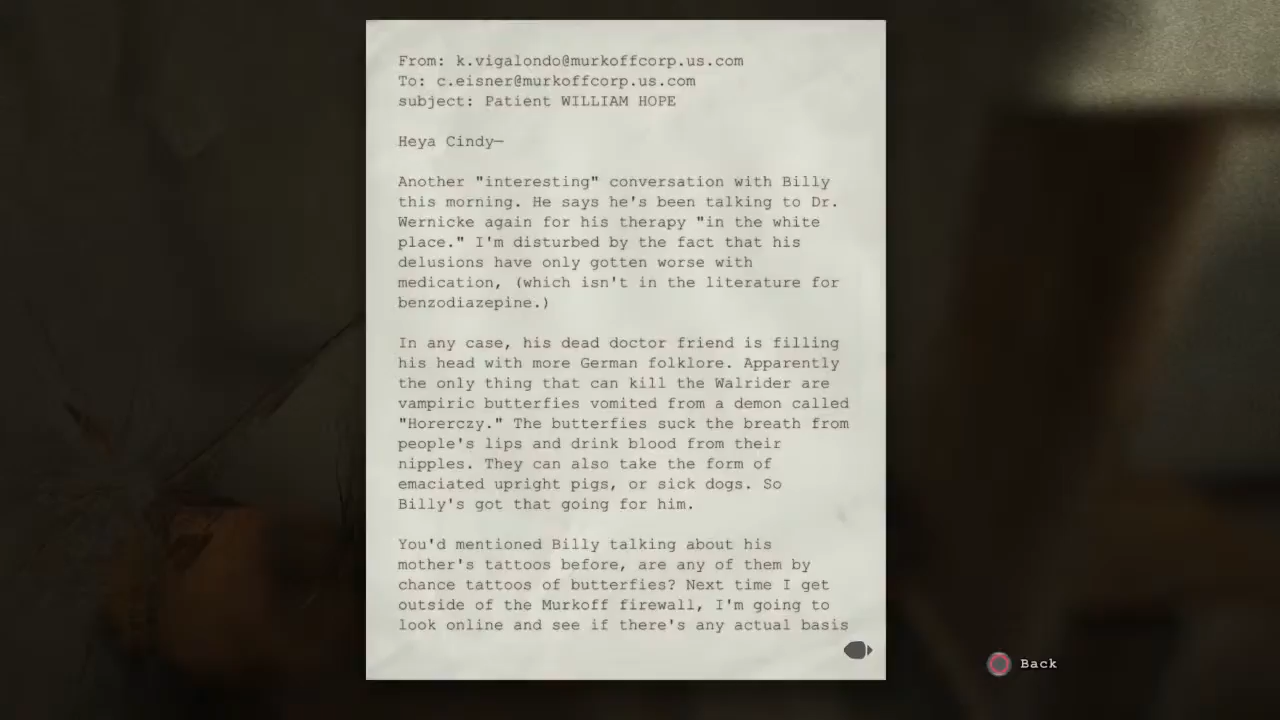 From: k.vigalondo@murkoffcorp.us.com
To: c.eisner@murkoffcorp.us.com
subject: Patient WILLIAM HOPE
Heya Cindy—
Another "interesting" conversation with Billy
this morning. He says he's been talking to Dr.
Wernicke again for his therapy "in the white
place." I'm disturbed by the fact that his
delusions have only gotten worse with
medication, (which isn't in the literature for
benzodiazepine.)
In any case, his dead doctor friend is filling
his head with more German folklore. Apparently
the only thing that can kill the Walrider are
vampiric butterfies vomited from a demon called
"Horerczy." The butterfies suck the breath from
people's lips and drink blood from their
nipples. They can also take the form of
emaciated upright pigs, or sick dogs. So
Billy's got that going for him.
You'd mentioned Billy talking about his
mother's tattoos before, are any of them by
chance tattoos of butterfies? Next time I get
outside of the Murkoff firewall, I'm going to
look online and see if there's any actual basis
Back